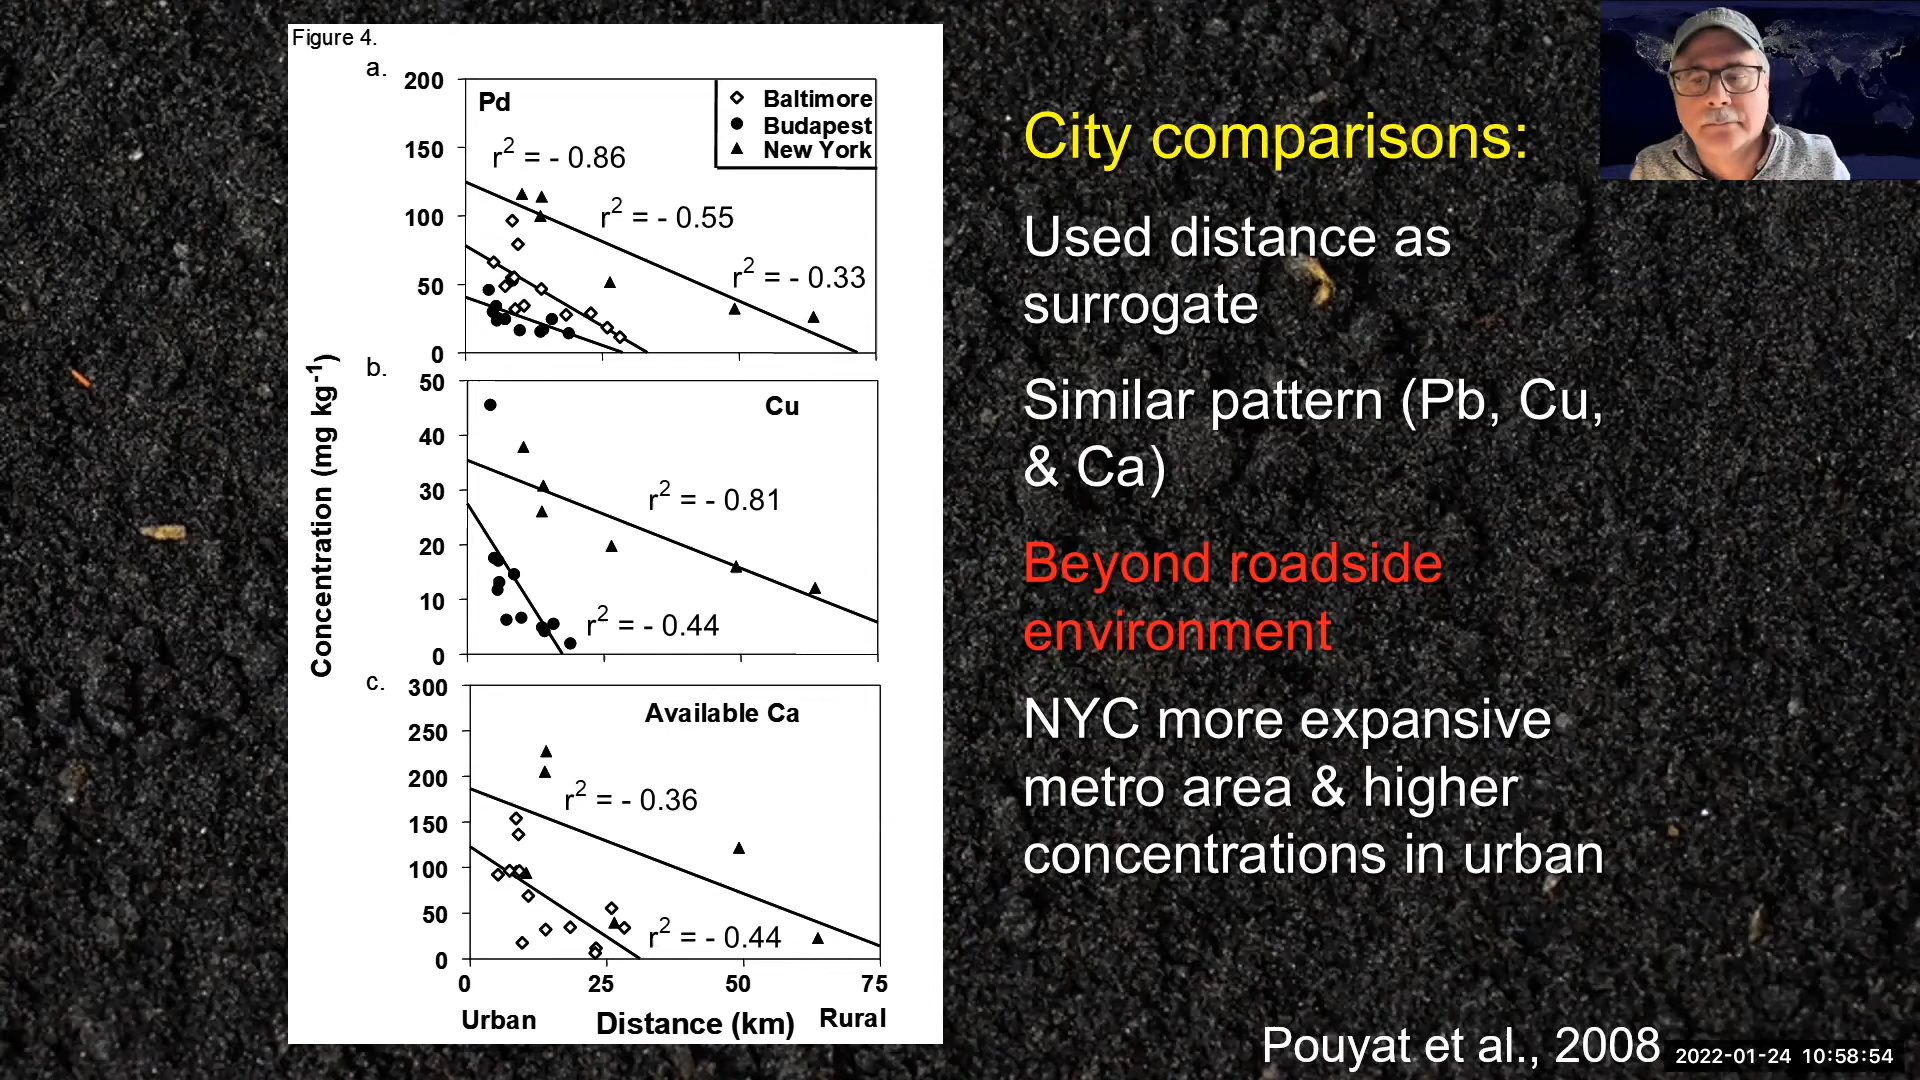 Figure 4.
a.
200
150
100
50
0
Pd
Baltimore
Budapest
New York
r2 = - 0.86
r2 = - 0.55
r2 = - 0.33
b.
50
40
30
20
10
0
Cu
r2 = - 0.81
r2 = - 0.44
c.
300
250
200
150
100
50
0
Available Ca
r2 = - 0.36
r2 = - 0.44
0 25 50 75
Urban Distance (km) Rural
Concentration (mg kg-1)
City comparisons:
Used distance as
surrogate
Similar pattern (Pb, Cu,
& Ca)
Beyond roadside
environment
NYC more expansive
metro area & higher
concentrations in urban
Pouyat et al., 2008
2022-01-24 10:58:54